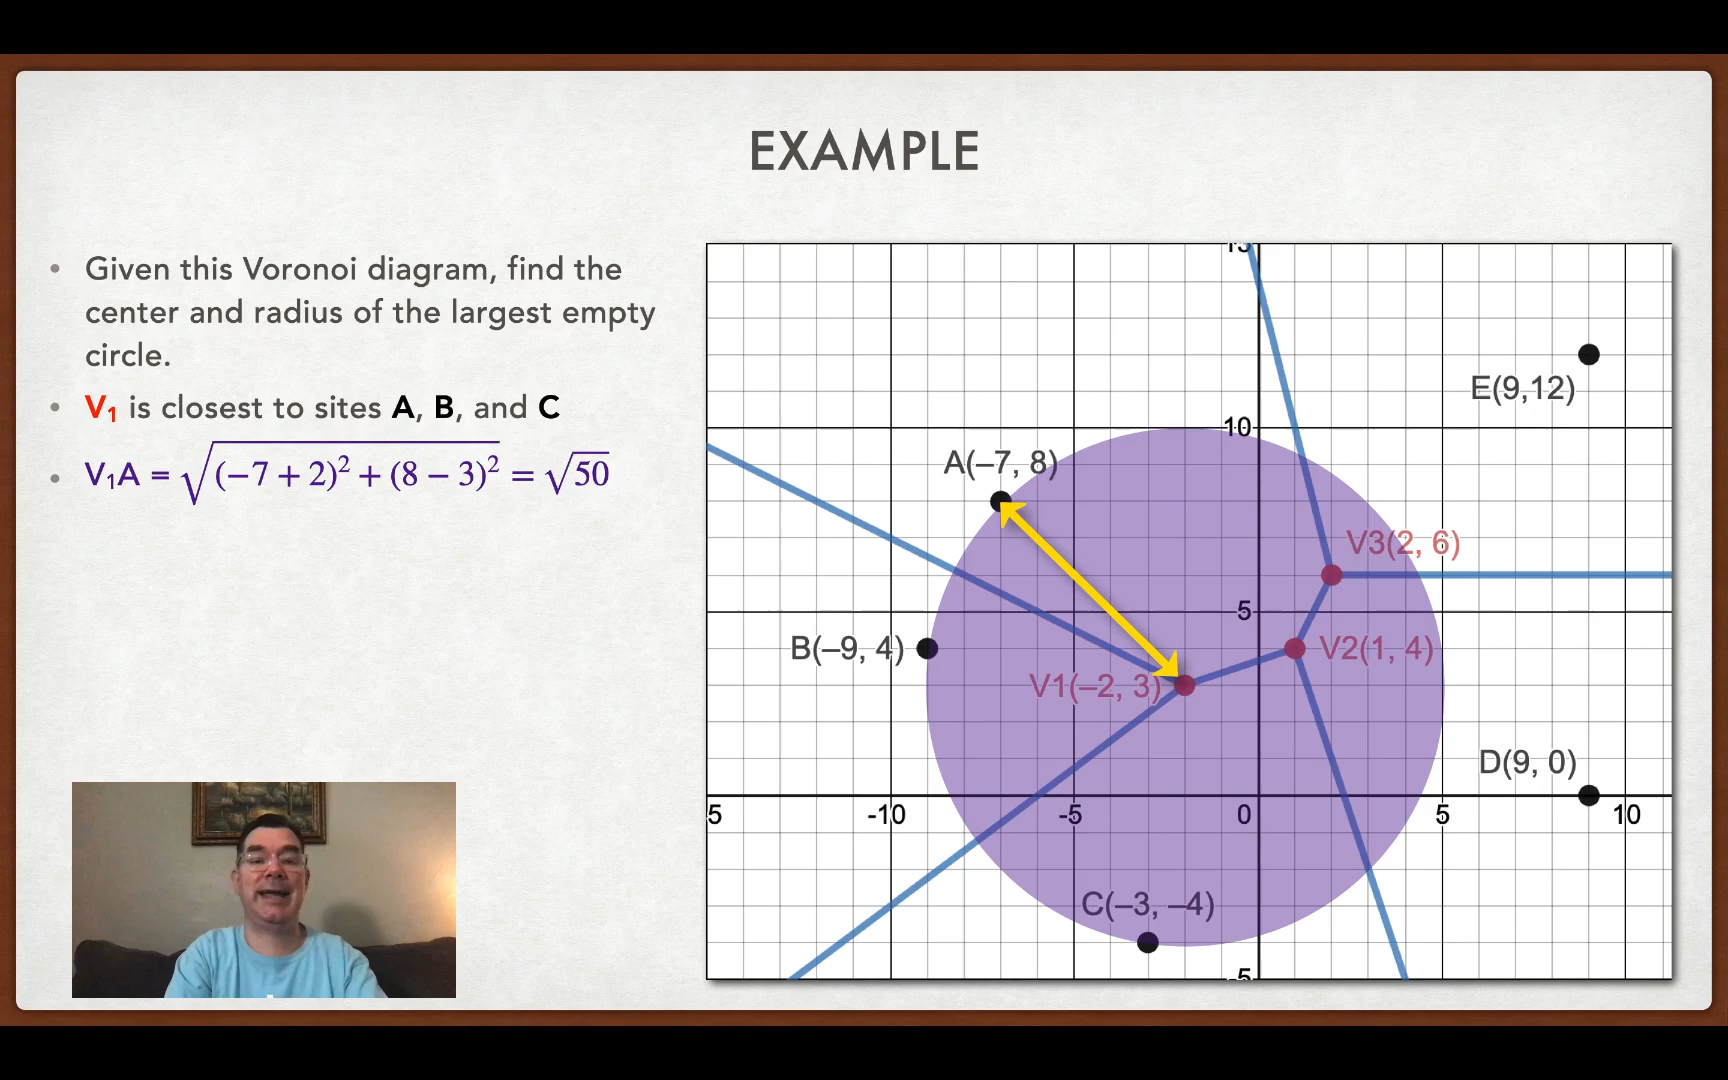 EXAMPLE
• Given this Voronoi diagram, find the
center and radius of the largest empty
circle.
• V₁ is closest to sites A, B, and C
• V₁A = √((−7 + 2)² + (8 − 3)²) = √50
15
E(9,12)
10
A(–7, 8)
V3(2, 6)
5
B(–9, 4)
V2(1, 4)
V1(–2, 3)
D(9, 0)
5 -10 -5 0 5 10
C(–3, –4)
-5